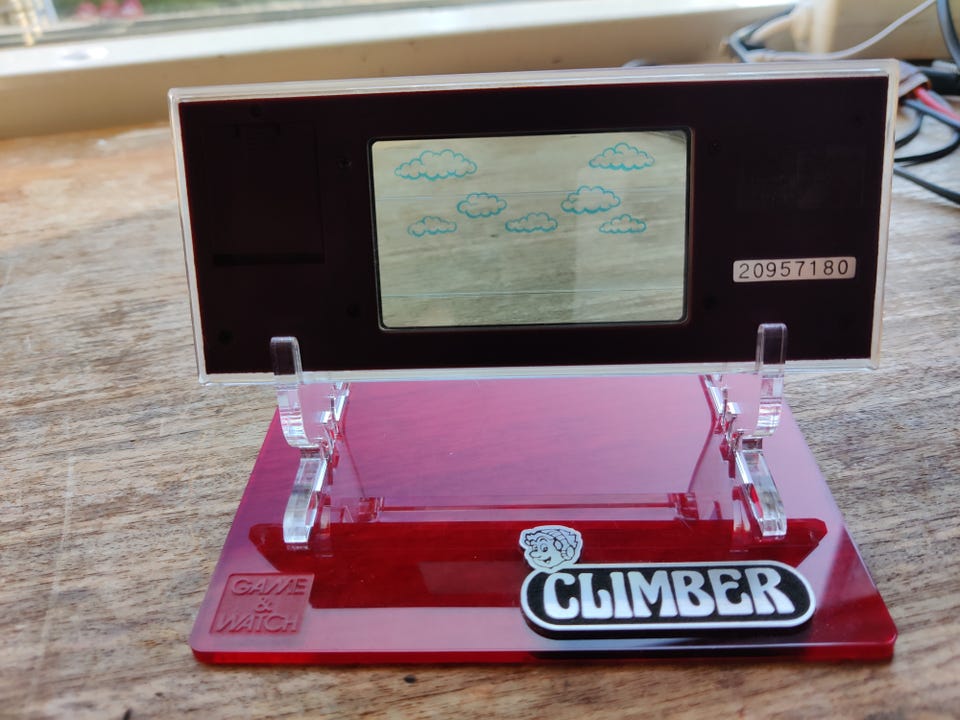 20957180
GAME
&
WATCH
CLIMBER